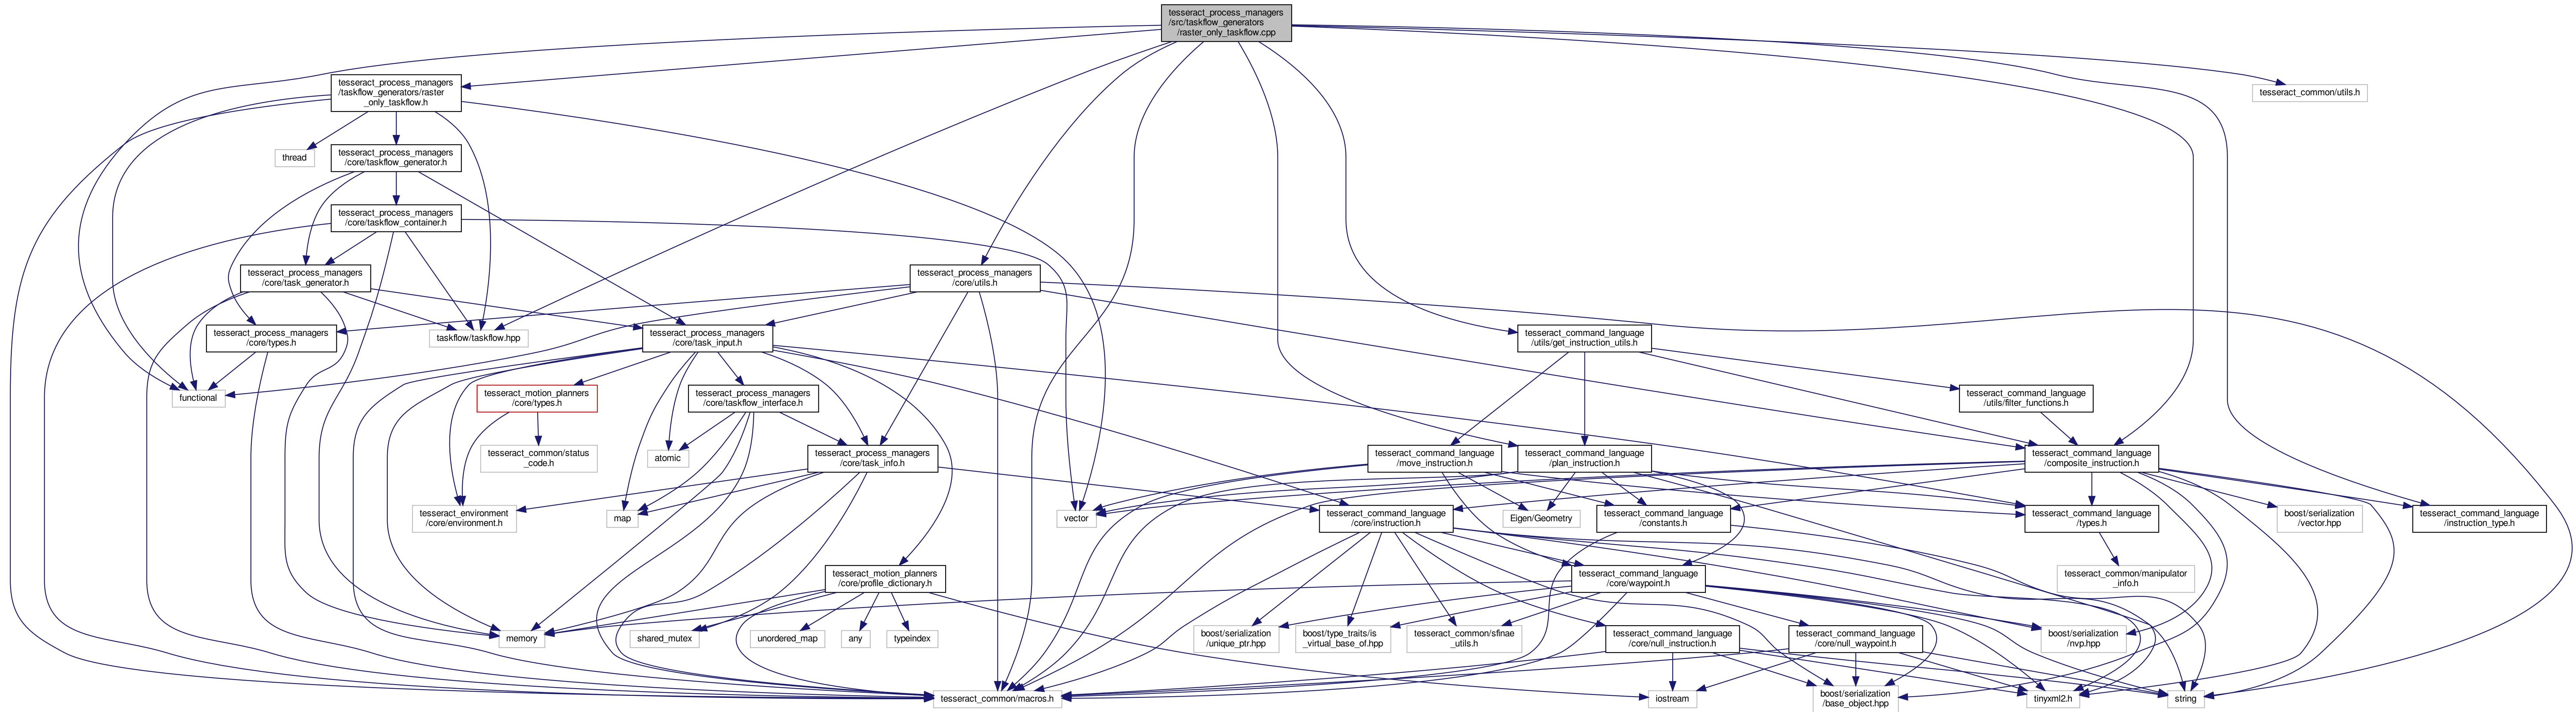 tesseract_process_managers
/src/taskflow_generators
/raster_only_taskflow.cpp
tesseract_process_managers
/taskflow_generators/raster
_only_taskflow.h
tesseract_common/utils.h
thread
tesseract_process_managers
/core/taskflow_generator.h
tesseract_process_managers
/core/taskflow_container.h
tesseract_process_managers
/core/task_generator.h
tesseract_process_managers
/core/utils.h
tesseract_process_managers
/core/types.h
taskflow/taskflow.hpp
tesseract_process_managers
/core/task_input.h
tesseract_command_language
/utils/get_instruction_utils.h
functional
tesseract_motion_planners
/core/types.h
tesseract_process_managers
/core/taskflow_interface.h
tesseract_command_language
/utils/filter_functions.h
tesseract_common/status
_code.h
atomic
tesseract_process_managers
/core/task_info.h
tesseract_command_language
/move_instruction.h
tesseract_command_language
/plan_instruction.h
tesseract_command_language
/composite_instruction.h
tesseract_environment
/core/environment.h
map
vector
tesseract_command_language
/core/instruction.h
Eigen/Geometry
tesseract_command_language
/constants.h
tesseract_command_language
/types.h
boost/serialization
/vector.hpp
tesseract_command_language
/instruction_type.h
tesseract_motion_planners
/core/profile_dictionary.h
tesseract_command_language
/core/waypoint.h
tesseract_common/manipulator
_info.h
memory
shared_mutex
unordered_map
any
typeindex
boost/serialization
/unique_ptr.hpp
boost/type_traits/is
_virtual_base_of.hpp
tesseract_common/sfinae
_utils.h
tesseract_command_language
/core/null_instruction.h
tesseract_command_language
/core/null_waypoint.h
boost/serialization
/nvp.hpp
tesseract_common/macros.h
iostream
boost/serialization
/base_object.hpp
tinyxml2.h
string